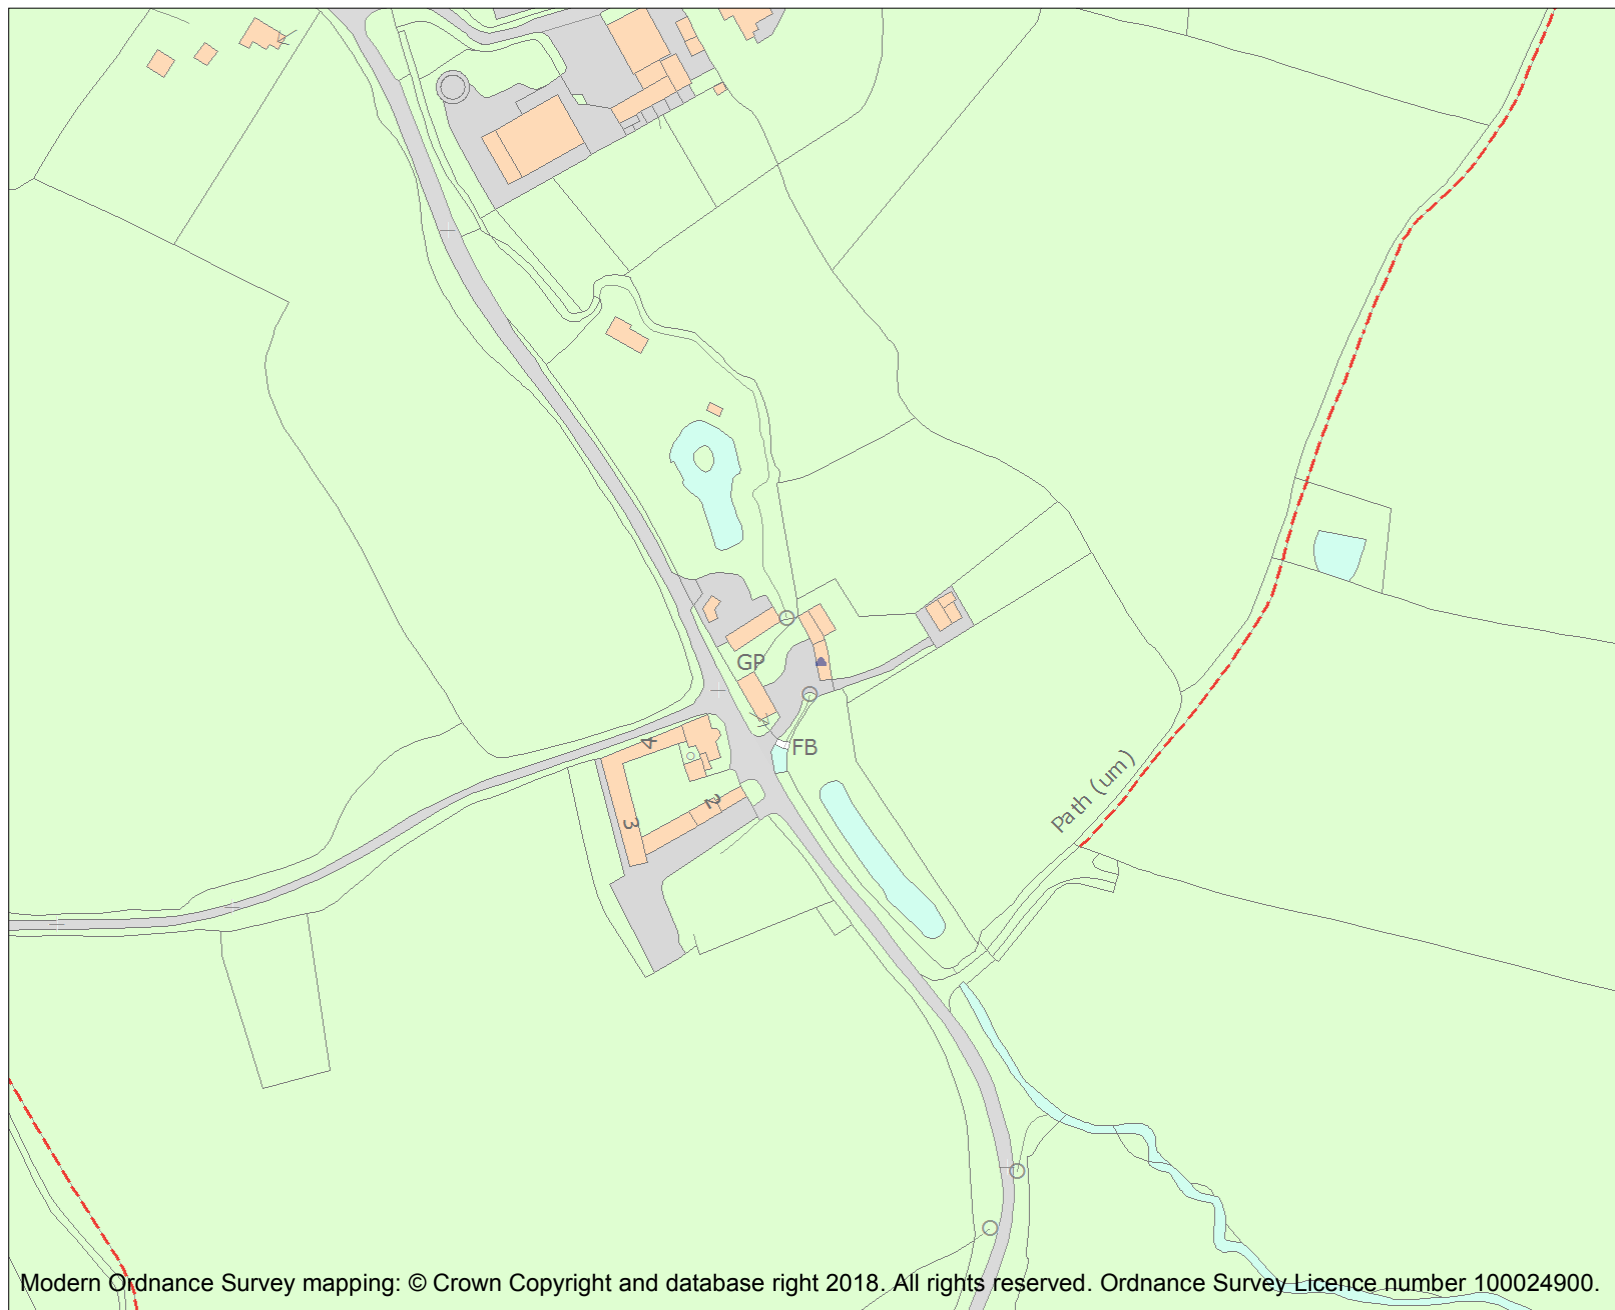 GP
FB
4
2
3
Path (um)
Modern Ordnance Survey mapping: © Crown Copyright and database right 2018. All rights reserved. Ordnance Survey Licence number 100024900.